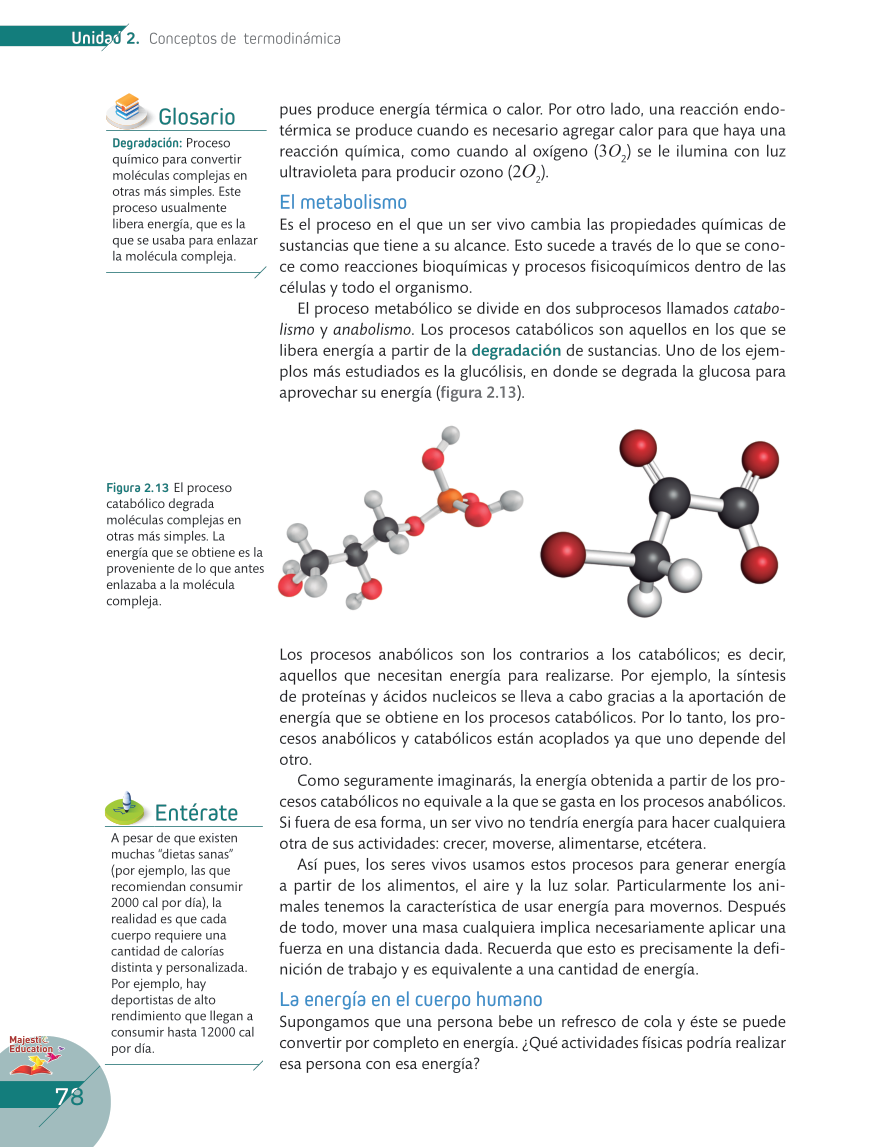 Unidad 2. Conceptos de termodinámica
Glosario
Degradación: Proceso
químico para convertir
moléculas complejas en
otras más simples. Este
proceso usualmente
libera energía, que es la
que se usaba para enlazar
la molécula compleja.
pues produce energía térmica o calor. Por otro lado, una reacción endo-
térmica se produce cuando es necesario agregar calor para que haya una
reacción química, como cuando al oxígeno (3O₂) se le ilumina con luz
ultravioleta para producir ozono (2O₂).
El metabolismo
Es el proceso en el que un ser vivo cambia las propiedades químicas de
sustancias que tiene a su alcance. Esto sucede a través de lo que se cono-
ce como reacciones bioquímicas y procesos fisicoquímicos dentro de las
células y todo el organismo.
El proceso metabólico se divide en dos subprocesos llamados catabo-
lismo y anabolismo. Los procesos catabólicos son aquellos en los que se
libera energía a partir de la degradación de sustancias. Uno de los ejem-
plos más estudiados es la glucólisis, en donde se degrada la glucosa para
aprovechar su energía (figura 2.13).
Figura 2.13 El proceso
catabólico degrada
moléculas complejas en
otras más simples. La
energía que se obtiene es la
proveniente de lo que antes
enlazaba a la molécula
compleja.
Los procesos anabólicos son los contrarios a los catabólicos; es decir,
aquellos que necesitan energía para realizarse. Por ejemplo, la síntesis
de proteínas y ácidos nucleicos se lleva a cabo gracias a la aportación de
energía que se obtiene en los procesos catabólicos. Por lo tanto, los pro-
cesos anabólicos y catabólicos están acoplados ya que uno depende del
otro.
Como seguramente imaginarás, la energía obtenida a partir de los pro-
cesos catabólicos no equivale a la que se gasta en los procesos anabólicos.
Si fuera de esa forma, un ser vivo no tendría energía para hacer cualquiera
otra de sus actividades: crecer, moverse, alimentarse, etcétera.
Así pues, los seres vivos usamos estos procesos para generar energía
a partir de los alimentos, el aire y la luz solar. Particularmente los ani-
males tenemos la característica de usar energía para movernos. Después
de todo, mover una masa cualquiera implica necesariamente aplicar una
fuerza en una distancia dada. Recuerda que esto es precisamente la defi-
nición de trabajo y es equivalente a una cantidad de energía.
Entérate
A pesar de que existen
muchas “dietas sanas”
(por ejemplo, las que
recomiendan consumir
2000 cal por día), la
realidad es que cada
cuerpo requiere una
cantidad de calorías
distinta y personalizada.
Por ejemplo, hay
deportistas de alto
rendimiento que llegan a
consumir hasta 12000 cal
por día.
La energía en el cuerpo humano
Supongamos que una persona bebe un refresco de cola y éste se puede
convertir por completo en energía. ¿Qué actividades físicas podría realizar
esa persona con esa energía?
Majestic
Education
78